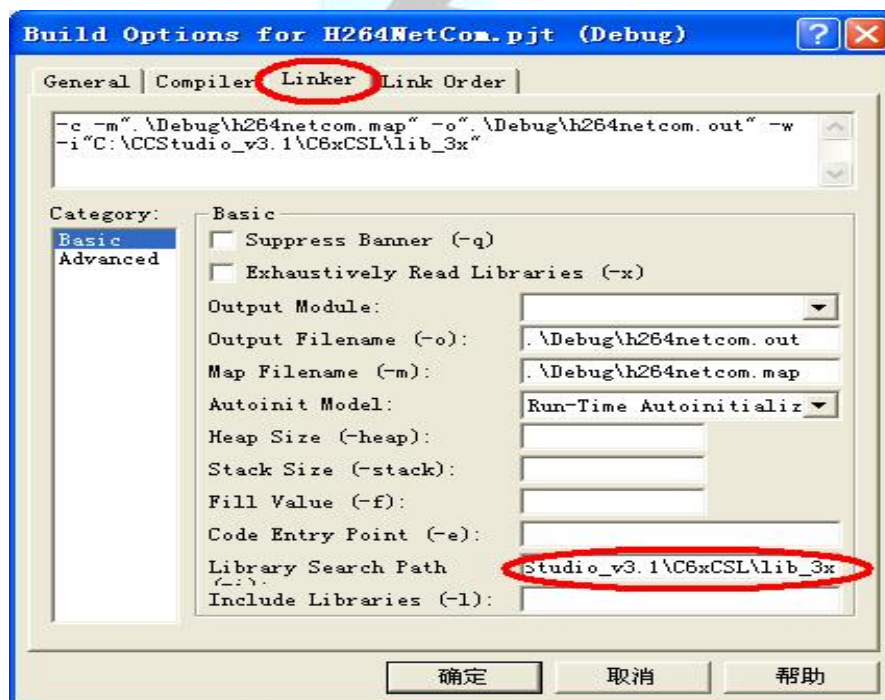 Build Options for H264NetCom.pjt (Debug)
General Compiler Linker Link Order
-c -m".\Debug\h264netcom.map" -o".\Debug\h264netcom.out" -w
-i"C:\CCStudio_v3.1\C6xCSL\lib_3x"
Category:
Basic
Advanced
Basic
Suppress Banner (-q)
Exhaustively Read Libraries (-x)
Output Module:
Output Filename (-o): .\Debug\h264netcom.out
Map Filename (-m): .\Debug\h264netcom.map
Autoinit Model: Run-Time Autoinitializ
Heap Size (-heap):
Stack Size (-stack):
Fill Value (-f):
Code Entry Point (-e):
Library Search Path Studio_v3.1\C6xCSL\lib_3x
Include Libraries (-l):
确定 取消 帮助